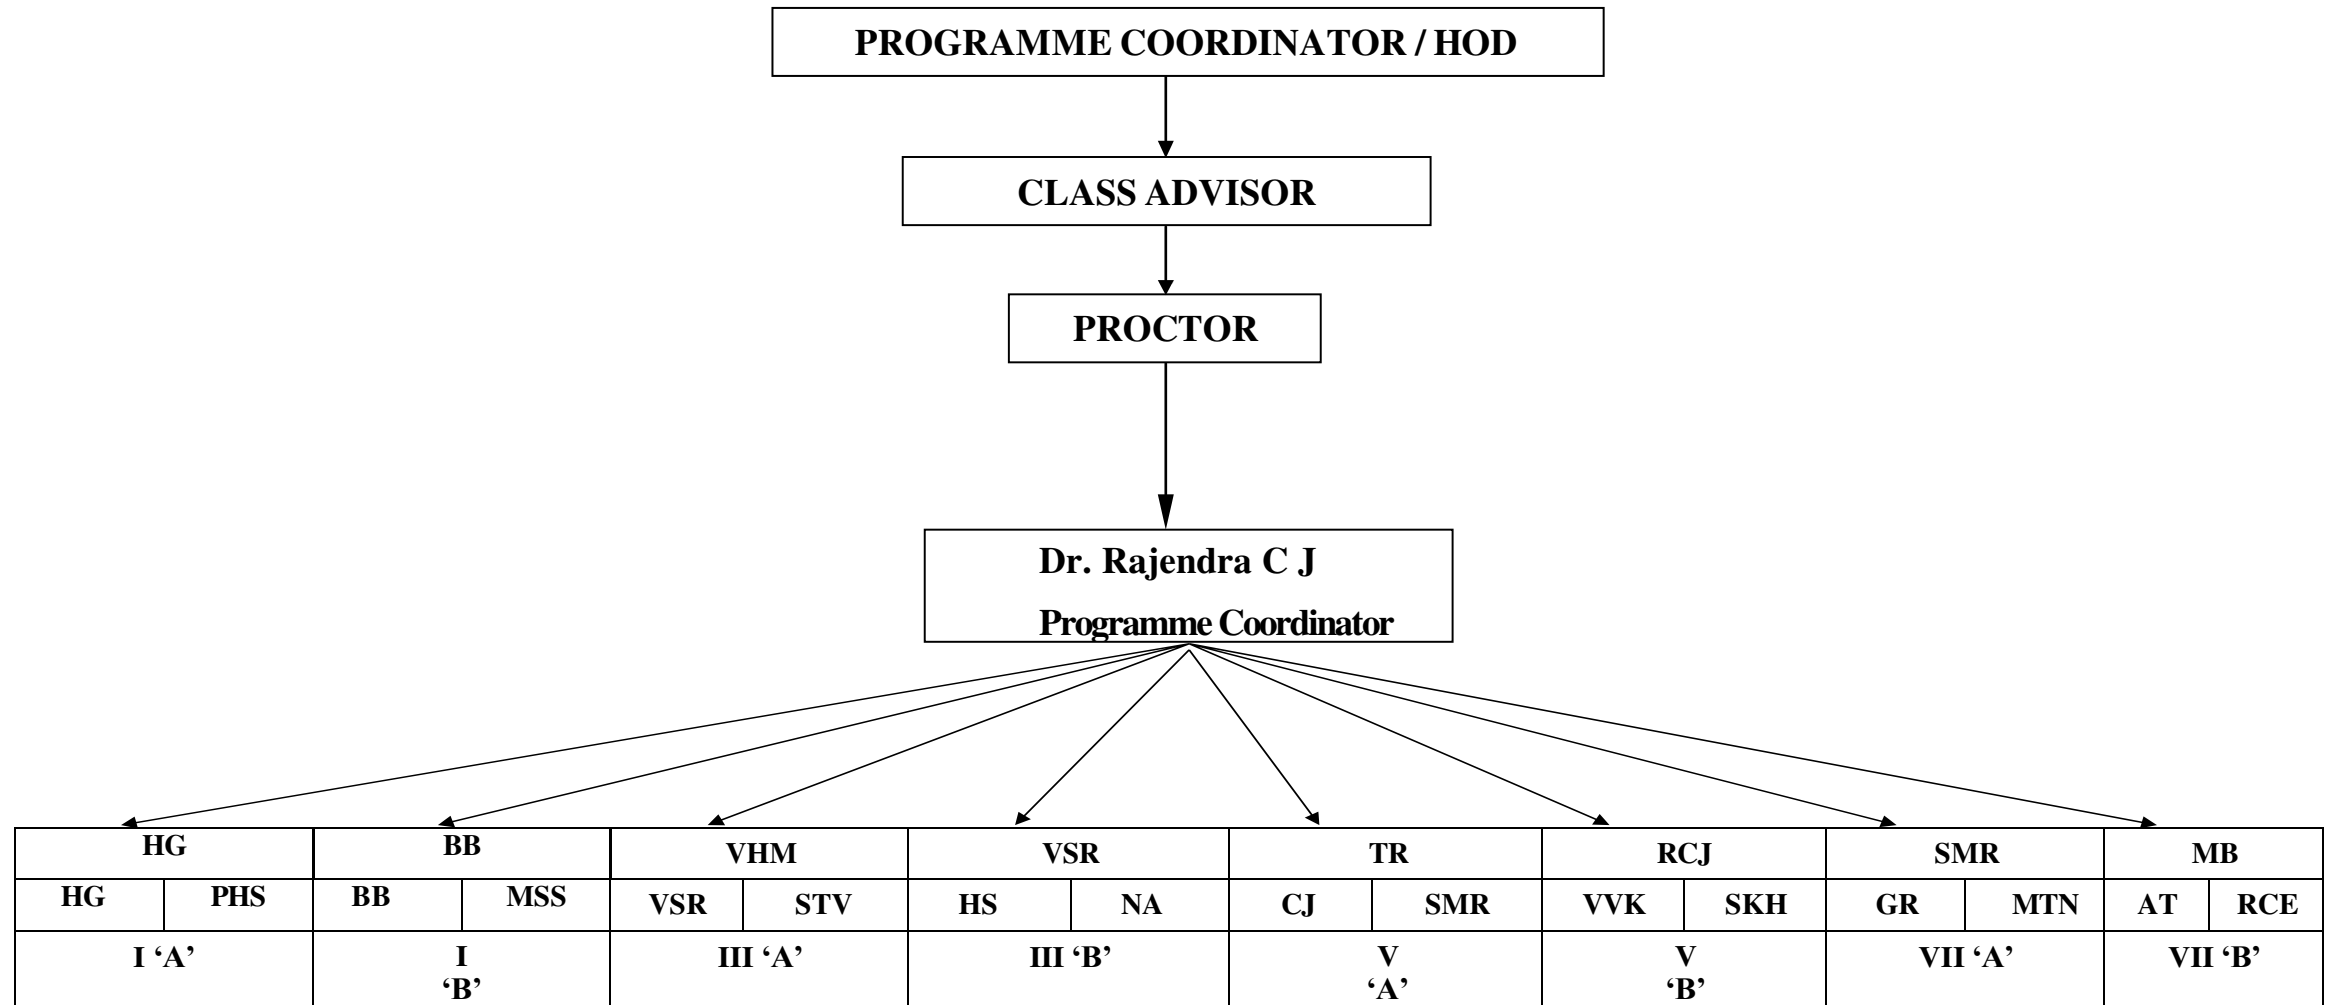 PROGRAMME COORDINATOR / HOD
CLASS ADVISOR
PROCTOR
Dr. Rajendra C J
Programme Coordinator
HG BB VHM VSR TR RCJ SMR MB
HG PHS BB MSS VSR STV HS NA CJ SMR VVK SKH GR MTN AT RCE
I ‘A’ I ‘B’ III ‘A’ III ‘B’ V ‘A’ V ‘B’ VII ‘A’ VII ‘B’